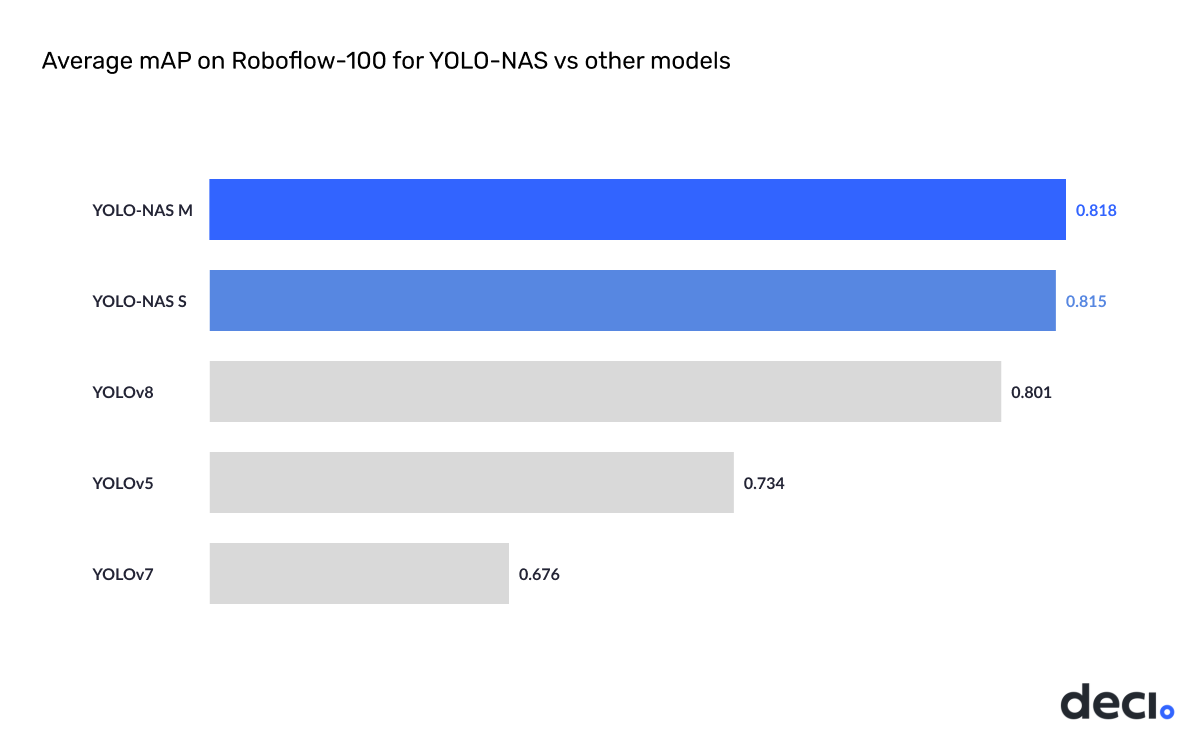 Average mAP on Roboflow-100 for YOLO-NAS vs other models
YOLO-NAS M 0.818
YOLO-NAS S 0.815
YOLOv8 0.801
YOLOv5 0.734
YOLOv7 0.676
deci.